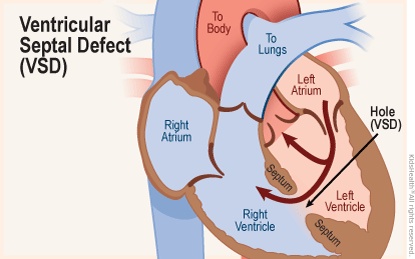 Ventricular
Septal Defect
(VSD)
To
Body
To
Lungs
Left
Atrium
Hole
(VSD)
Right
Atrium
Septum
Left
Ventricle
Right
Ventricle
Septum
KidsHealth® All rights reserved.